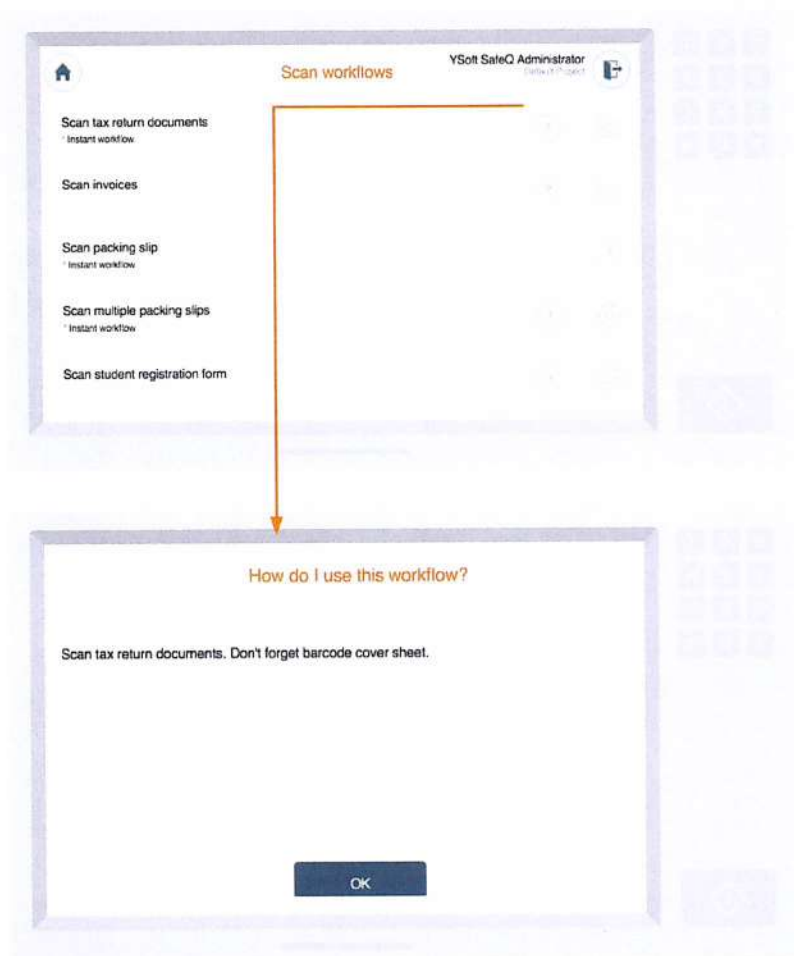 Scan workflows
YSoft SafeQ Administrator
Default Project
Scan tax return documents
* Instant workflow
Scan invoices
Scan packing slip
* Instant workflow
Scan multiple packing slips
* Instant workflow
Scan student registration form
How do I use this workflow?
Scan tax return documents. Don't forget barcode cover sheet.
OK